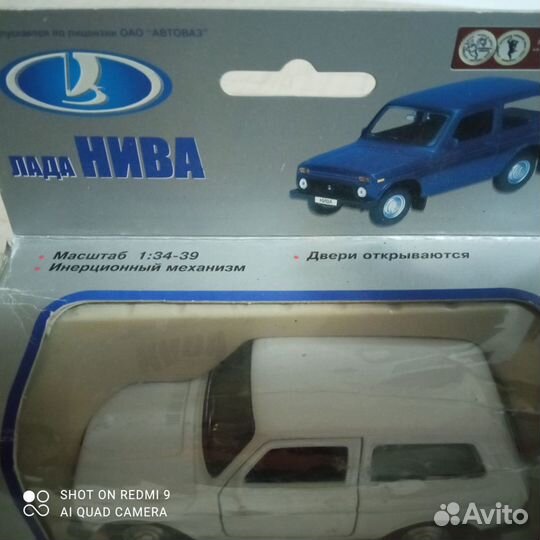 пускается по лицензии ОАО "АВТОВАЗ"
ЛАДА НИВА
НИВА
• Масштаб 1:34-39
• Инерционный механизм
• Двери открываются
SHOT ON REDMI 9
AI QUAD CAMERA
Avito